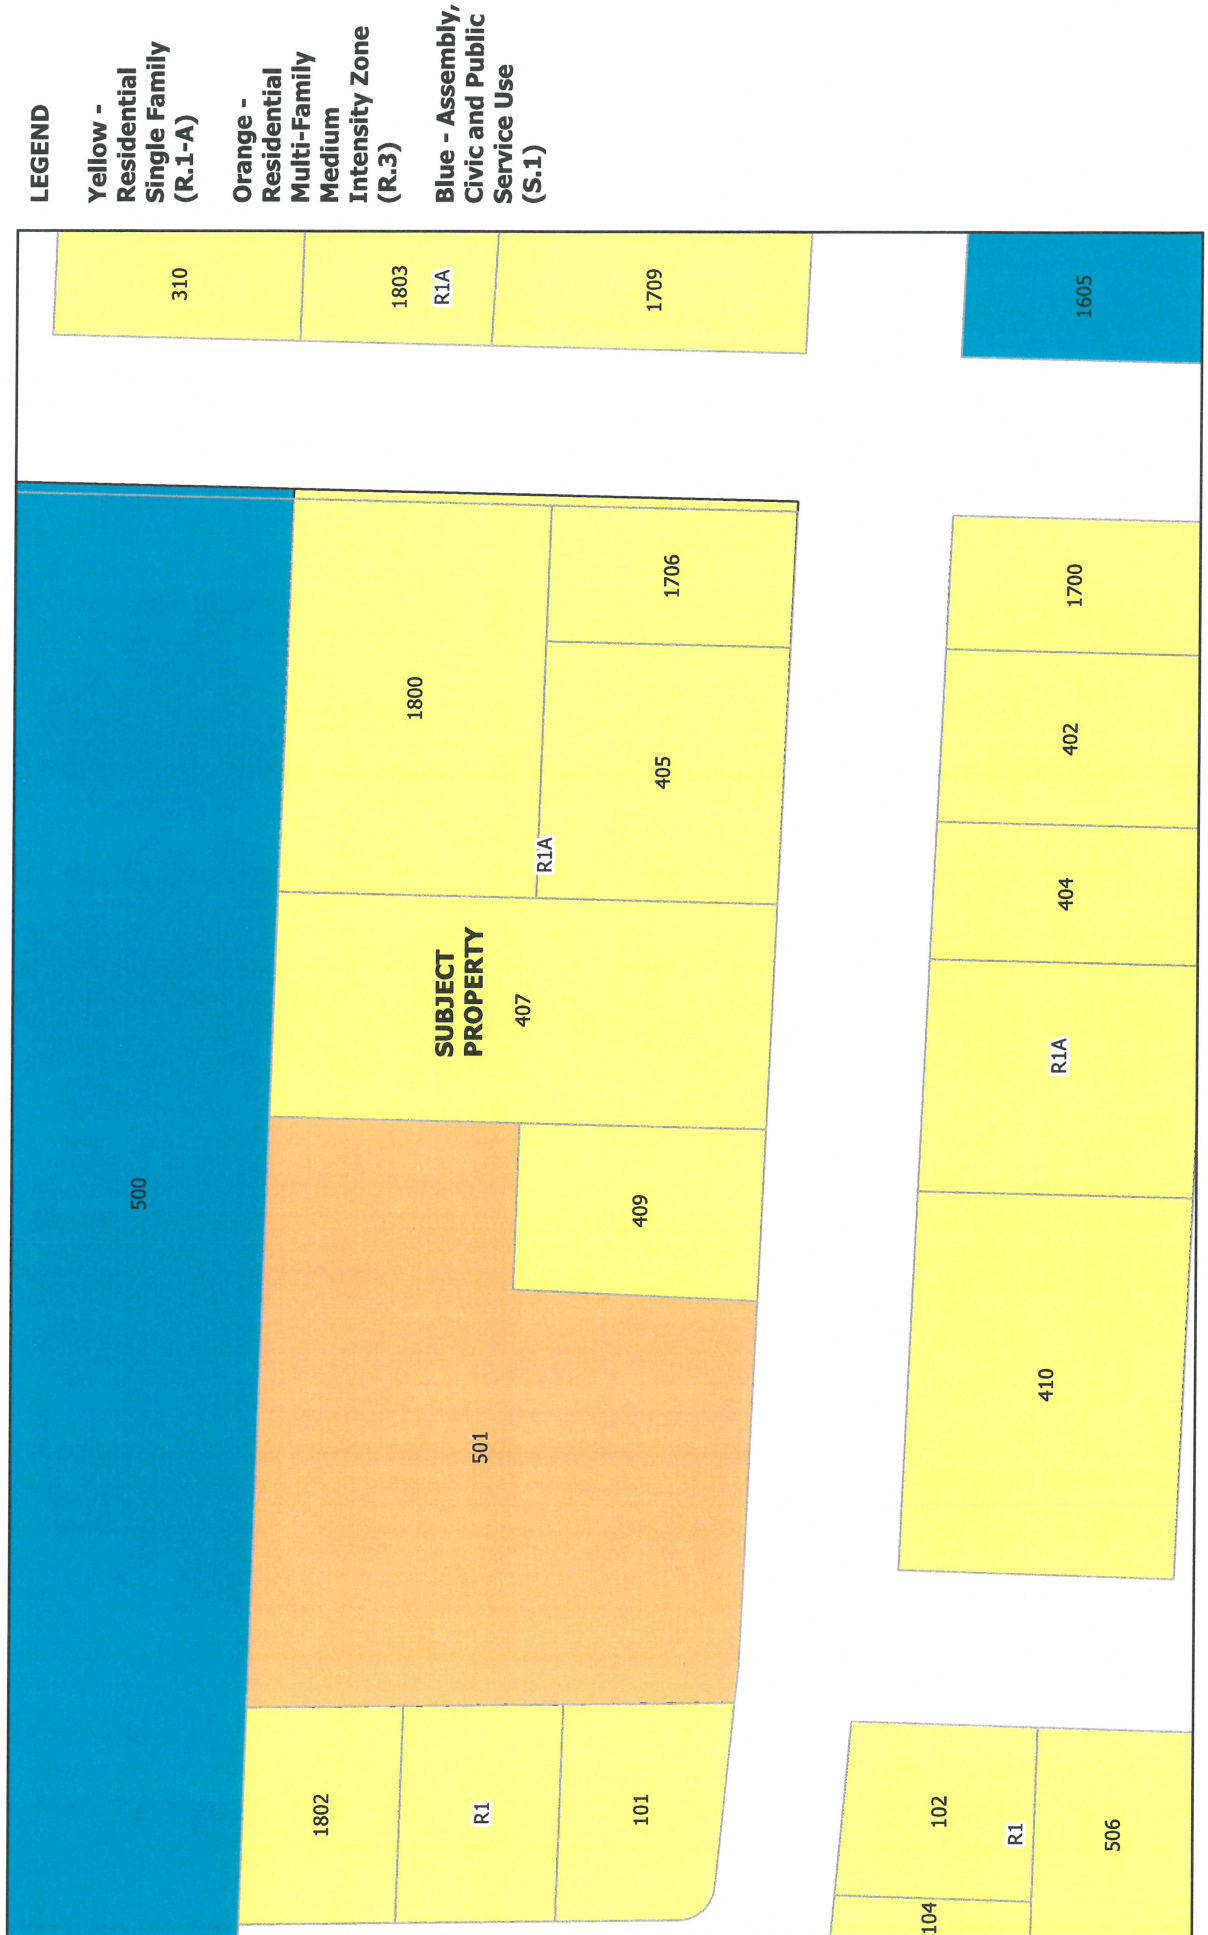 LEGEND
Yellow -
Residential
Single Family
(R.1-A)
Orange -
Residential
Multi-Family
Medium
Intensity Zone
(R.3)
Blue - Assembly,
Civic and Public
Service Use
(S.1)
500
310
1802
1800
1803
R1A
R1
501
SUBJECT
PROPERTY
407
R1A
101
409
405
1706
1709
104
102
R1
506
410
R1A
404
402
1700
1605